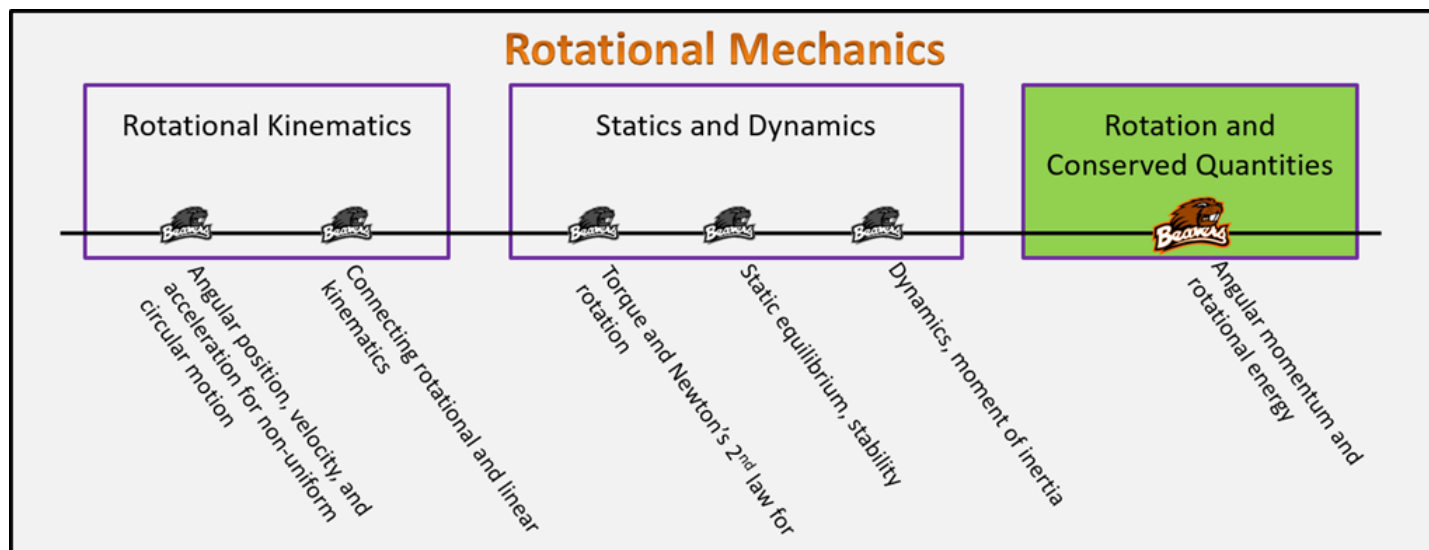 Rotational Mechanics
Rotational Kinematics
Statics and Dynamics
Rotation and
Conserved Quantities
Beavers
Beavers
Beavers
Beavers
Beavers
Beavers
Angular position, velocity, and
acceleration for non-uniform
circular motion
Connecting rotational and linear
kinematics
Torque and Newton's 2nd law for
rotation
Static equilibrium, stability
Dynamics, moment of inertia
Angular momentum and
rotational energy